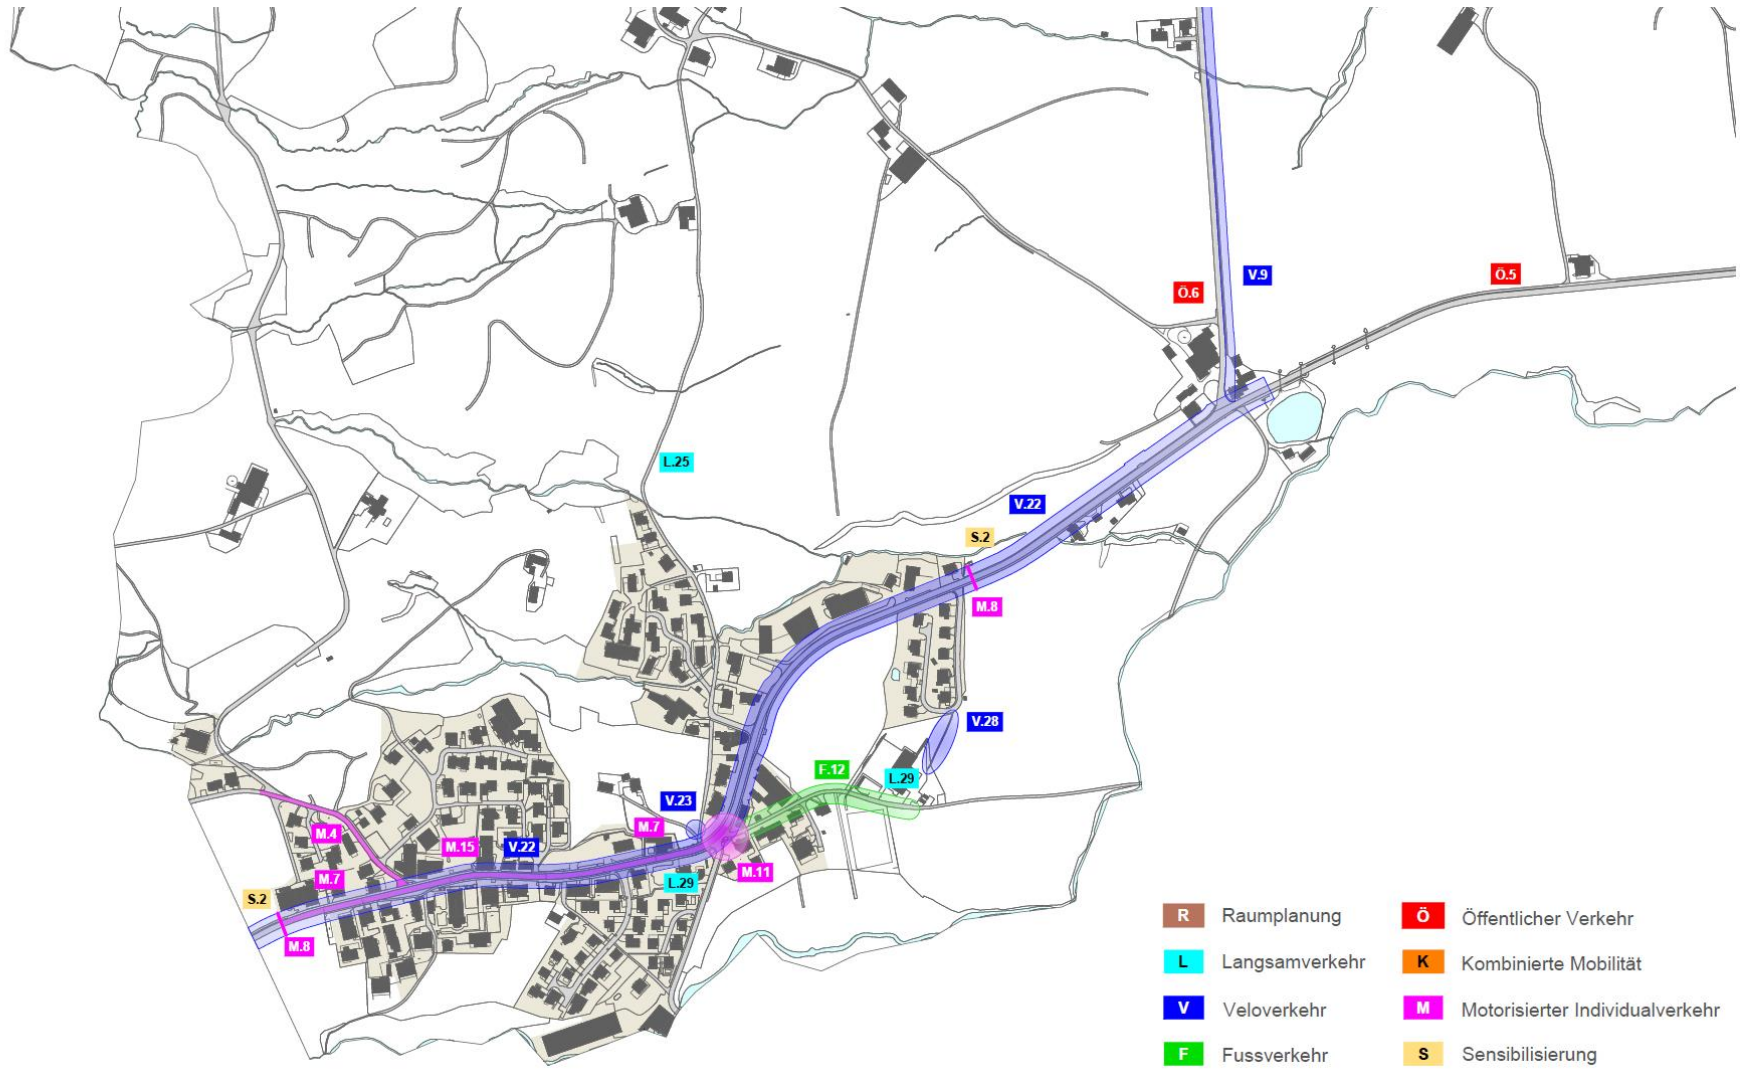 V.9
Ö.5
Ö.6
L.25
V.22
S.2
M.8
V.28
F.12
L.29
V.23
M.7
M.4
M.15
V.22
M.11
M.7
L.29
S.2
M.8
R Raumplanung
Ö Öffentlicher Verkehr
L Langsamverkehr
K Kombinierte Mobilität
V Veloverkehr
M Motorisierter Individualverkehr
F Fussverkehr
S Sensibilisierung